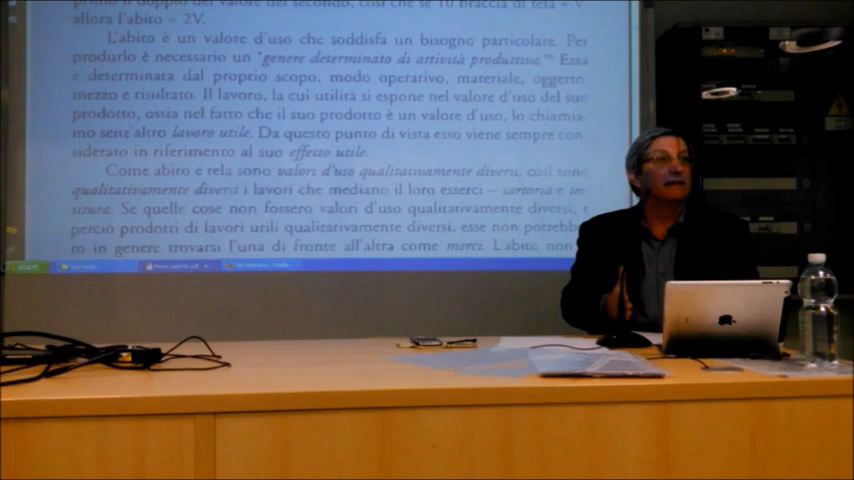 primo il doppio del valore del secondo, così che se 10 braccia di tela = V
allora l'abito = 2V.
L'abito è un valore d'uso che soddisfa un bisogno particolare. Per
produrlo è necessario un "genere determinato di attività produttiva." Essa
è determinata dal proprio scopo, modo operativo, materiale, oggetto
mezzo e risultato. Il lavoro, la cui utilità si espone nel valore d'uso del suo
prodotto, ossia nel fatto che il suo prodotto è un valore d'uso, lo chiamia-
mo senz'altro lavoro utile. Da questo punto di vista esso viene sempre con
siderato in riferimento al suo effetto utile.
Come abito e tela sono valori d'uso qualitativamente diversi, così sono
qualitativamente diversi i lavori che mediano il loro esserci – sartoria e tes
situra. Se quelle cose non fossero valori d'uso qualitativamente diversi, e
perciò prodotti di lavori utili qualitativamente diversi, esse non potrebbe
ro in genere trovarsi l'una di fronte all'altra come merci. L'abito non
start